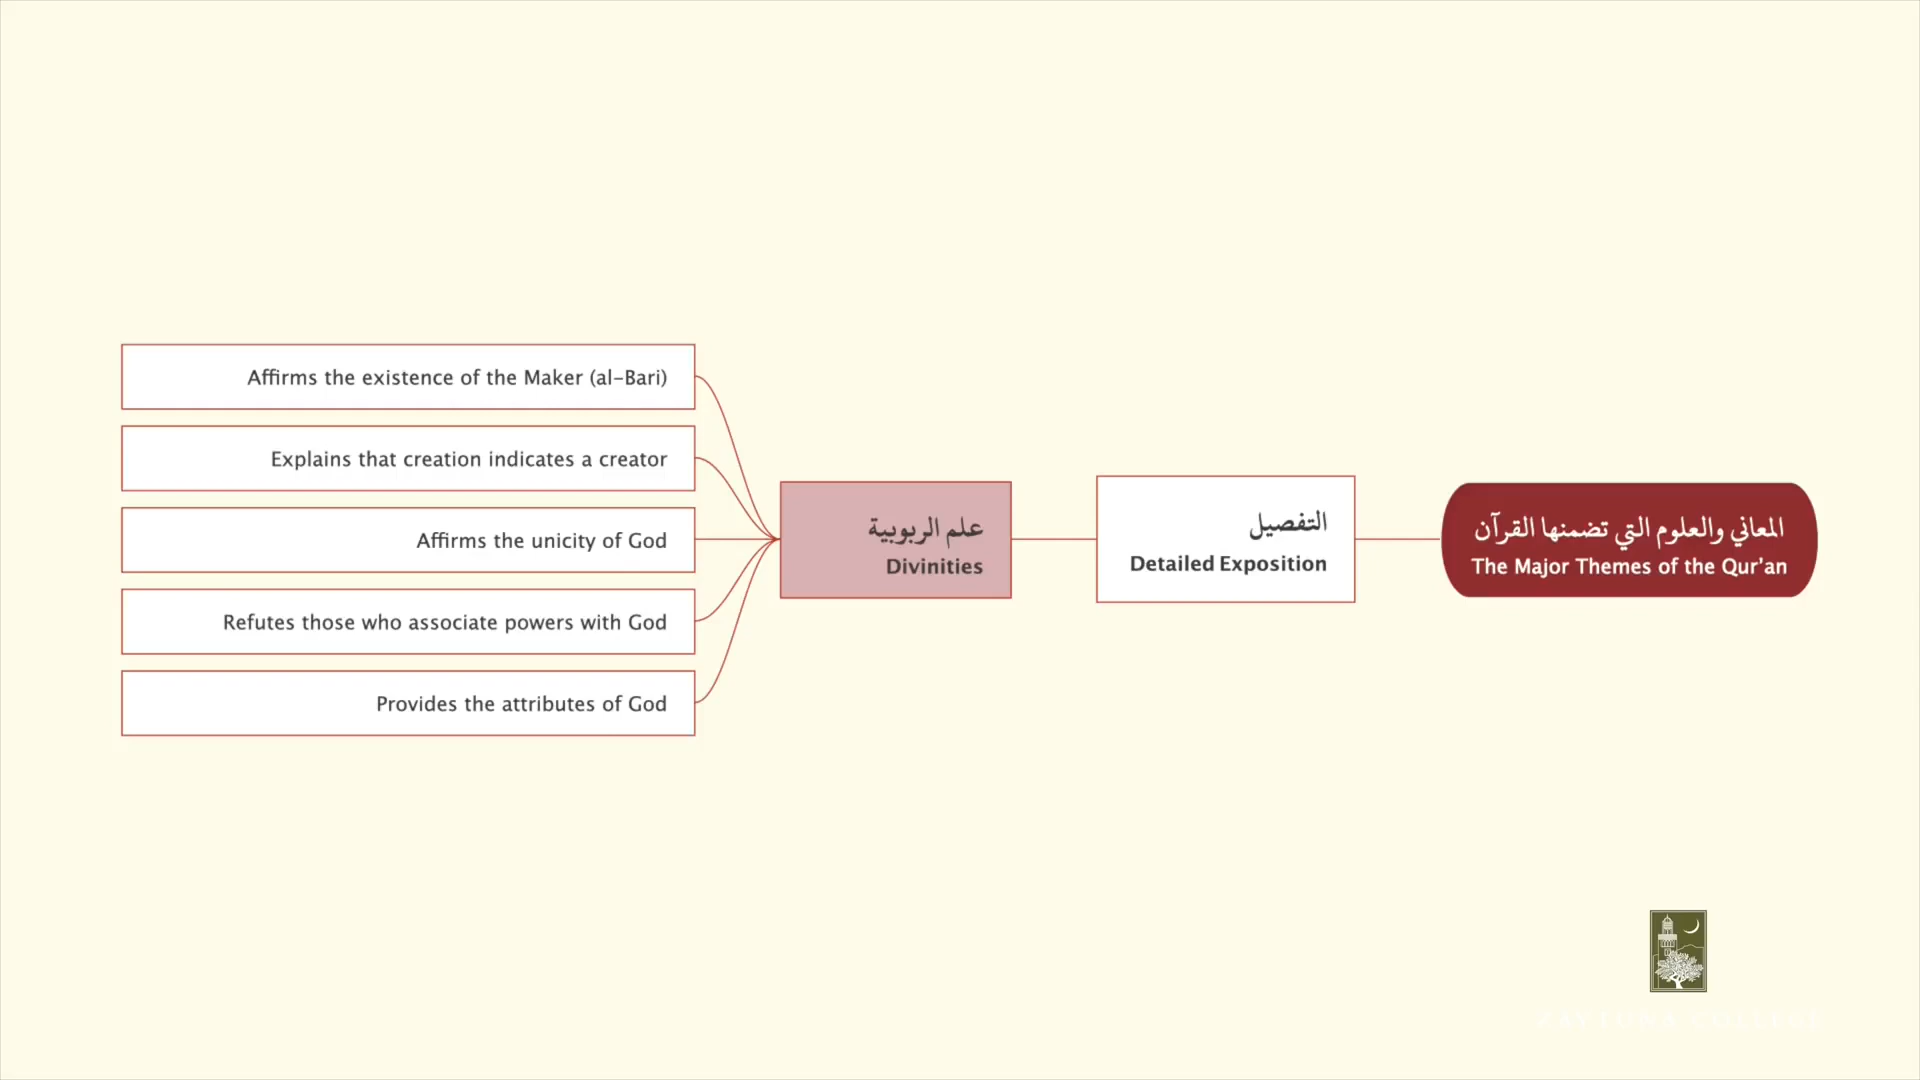 المعاني والعلوم التي تضمنها القرآن
The Major Themes of the Qur’an
التفصيل
Detailed Exposition
علم الربوبية
Divinities
Affirms the existence of the Maker (al-Bari)
Explains that creation indicates a creator
Affirms the unicity of God
Refutes those who associate powers with God
Provides the attributes of God